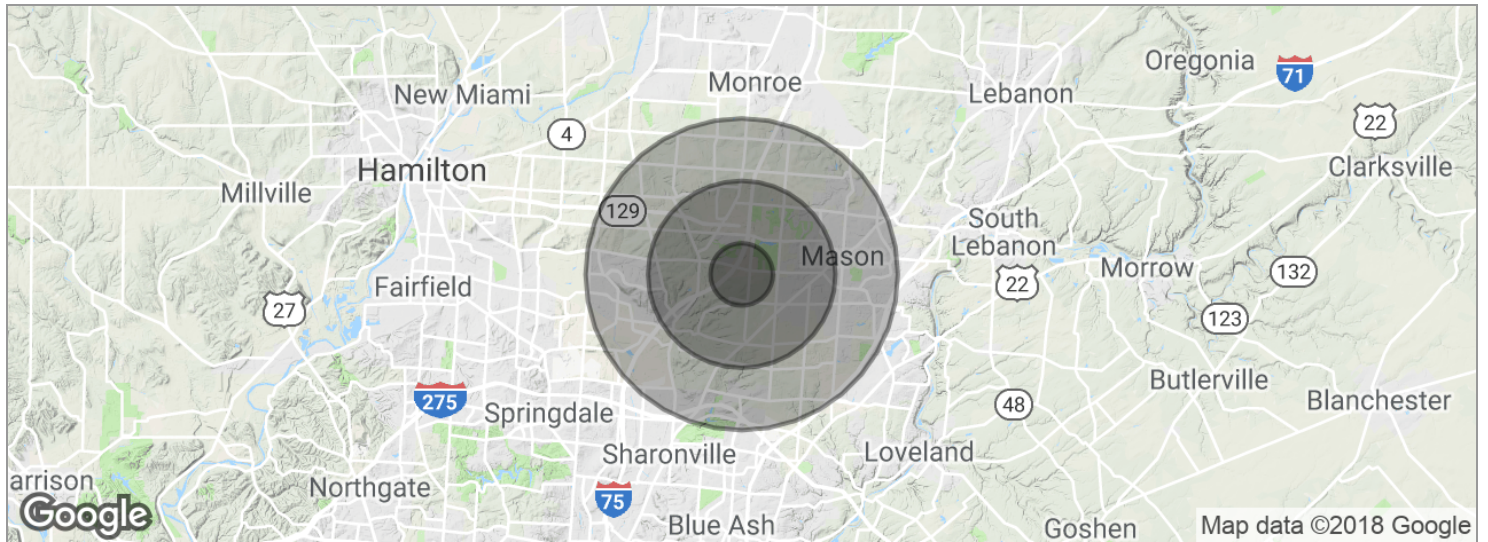 Oregonia
71
Monroe
Lebanon
New Miami
22
4
Clarksville
Hamilton
Millville
129
South
Lebanon
Mason
Morrow
132
Fairfield
22
27
123
Butlerville
275
Blanchester
48
Springdale
Loveland
Sharonville
arrison
Northgate
75
Google
Blue Ash
Goshen
Map data ©2018 Google